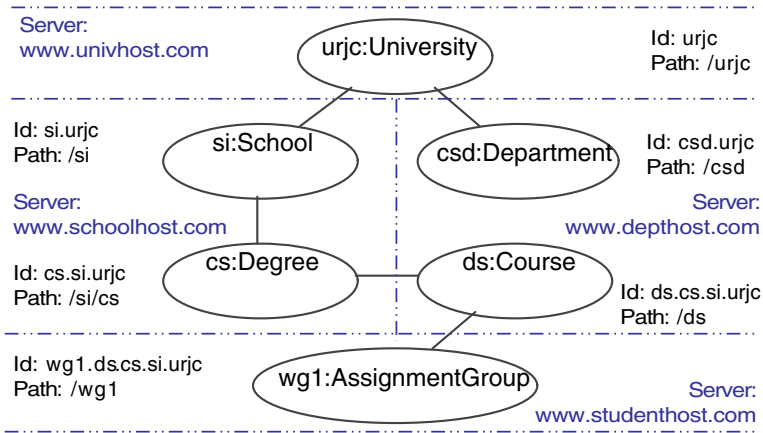 Server:
www.univhost.com
urjc:University
Id: urjc
Path: /urjc
Id: si.urjc
Path: /si
si:School
csd:Department
Id: csd.urjc
Path: /csd
Server:
www.schoolhost.com
Server:
www.depthost.com
Id: cs.si.urjc
Path: /si/cs
cs:Degree
ds:Course
Id: ds.cs.si.urjc
Path: /ds
Id: wg1.ds.cs.si.urjc
Path: /wg1
wg1:AssignmentGroup
Server:
www.studenthost.com